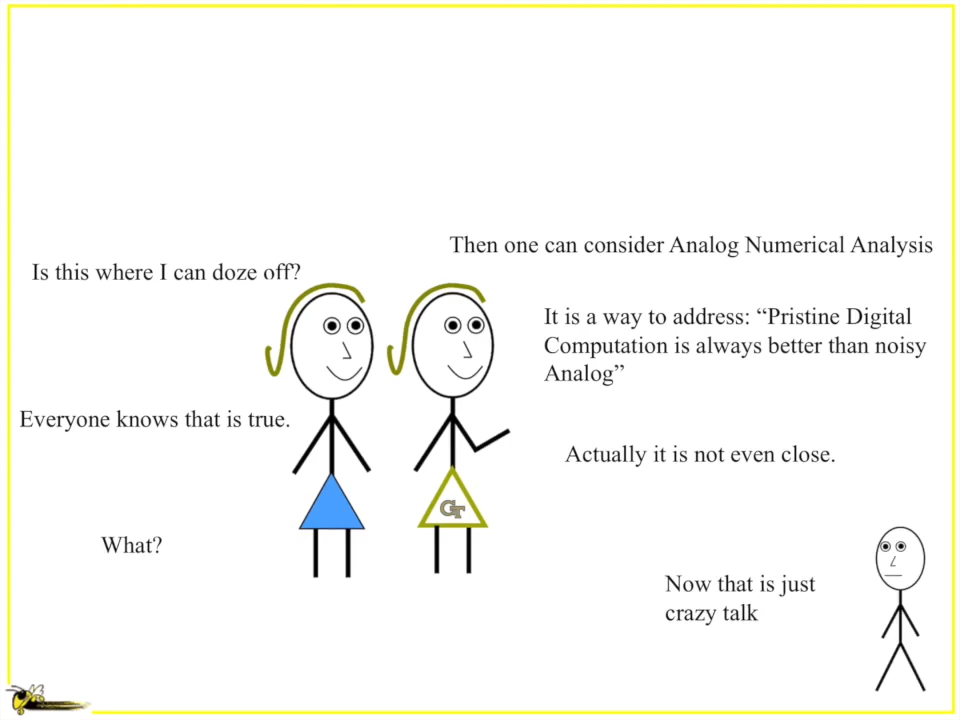 Then one can consider Analog Numerical Analysis
Is this where I can doze off?
It is a way to address: “Pristine Digital
Computation is always better than noisy
Analog”
Everyone knows that is true.
Actually it is not even close.
GT
What?
Now that is just
crazy talk